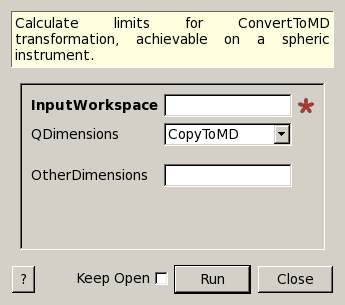 Calculate limits for ConvertToMD
transformation, achievable on a spheric
instrument.
InputWorkspace *
QDimensions CopyToMD
OtherDimensions
? Keep Open Run Close